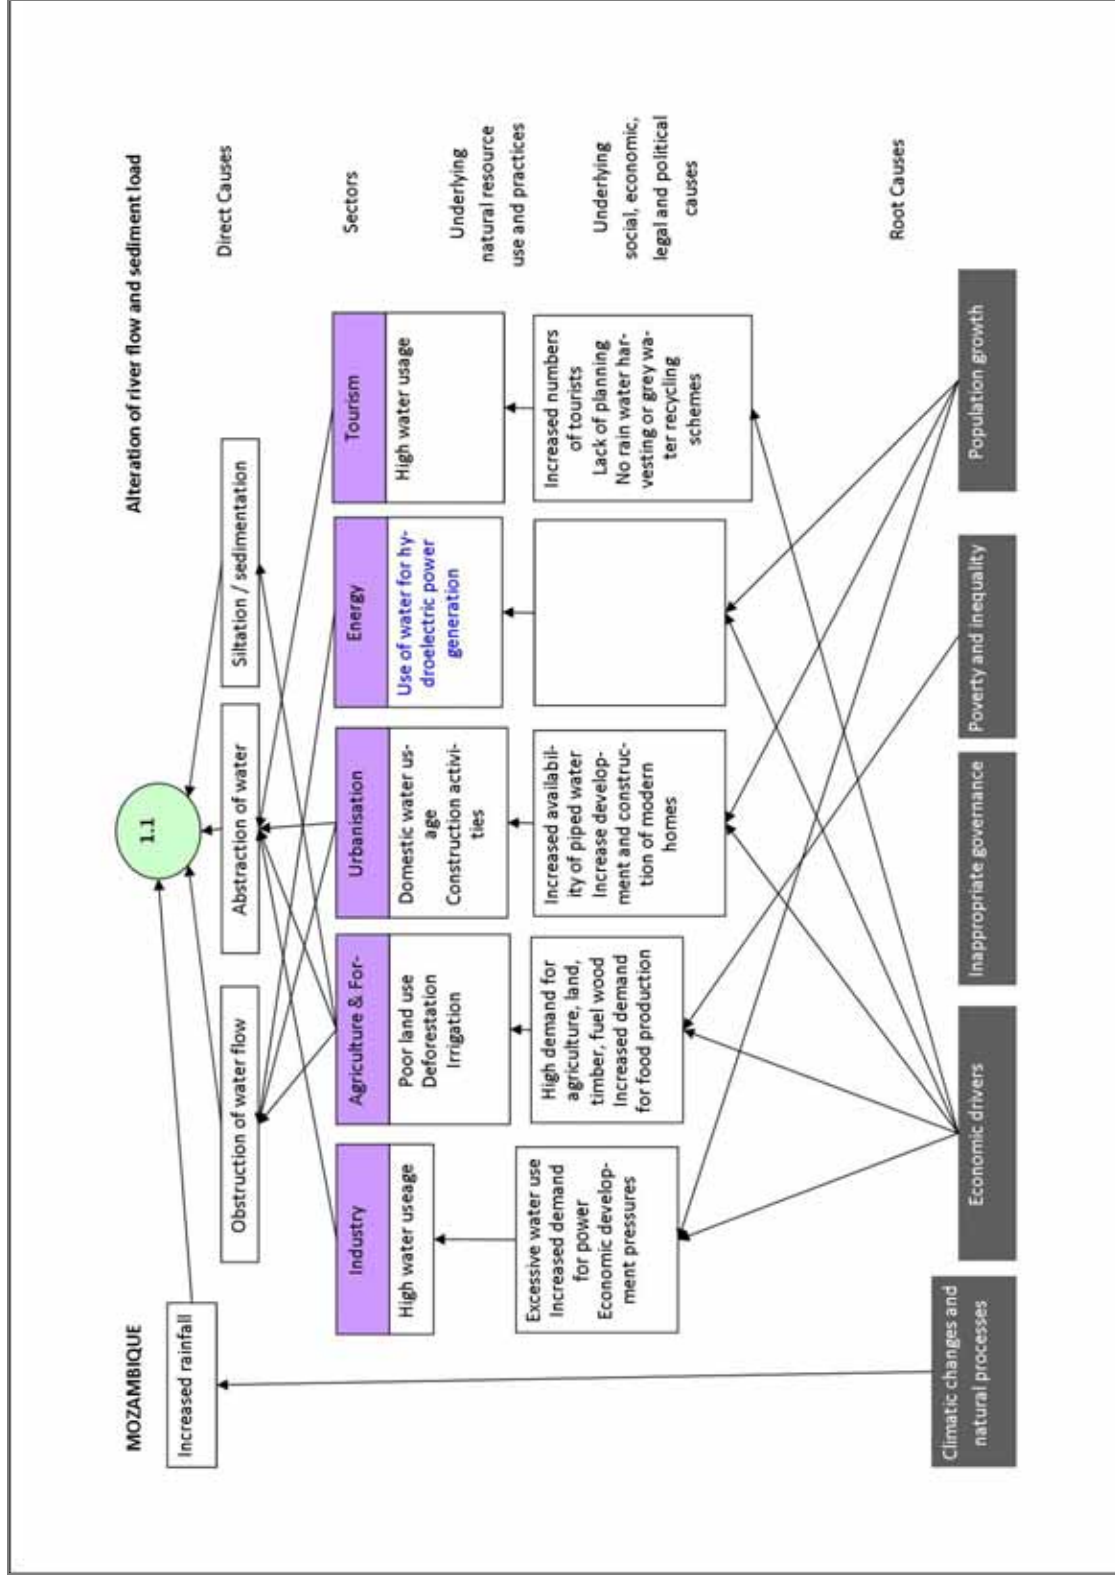 MOZAMBIQUE
Alteration of river flow and sediment load
1.1
Increased rainfall
Direct Causes
Obstruction of water flow
Abstraction of water
Siltation / sedimentation
Sectors
Industry
Agriculture & For-
Urbanisation
Energy
Tourism
Underlying
natural resource
use and practices
High water useage
Poor land use
Deforestation
Irrigation
Domestic water us-
age
Construction activi-
ties
Use of water for hy-
droelectric power
generation
High water usage
Underlying
social, economic,
legal and political
causes
Excessive water use
Increased demand
for power
Economic develop-
ment pressures
High demand for
agriculture, land,
timber, fuel wood
Increased demand
for food production
Increased availabil-
ity of piped water
Increase develop-
ment and construc-
tion of modern
homes
Increased numbers
of tourists
Lack of planning
No rain water har-
vesting or grey wa-
ter recycling
schemes
Root Causes
Climatic changes and
natural processes
Economic drivers
Inappropriate governance
Poverty and inequality
Population growth